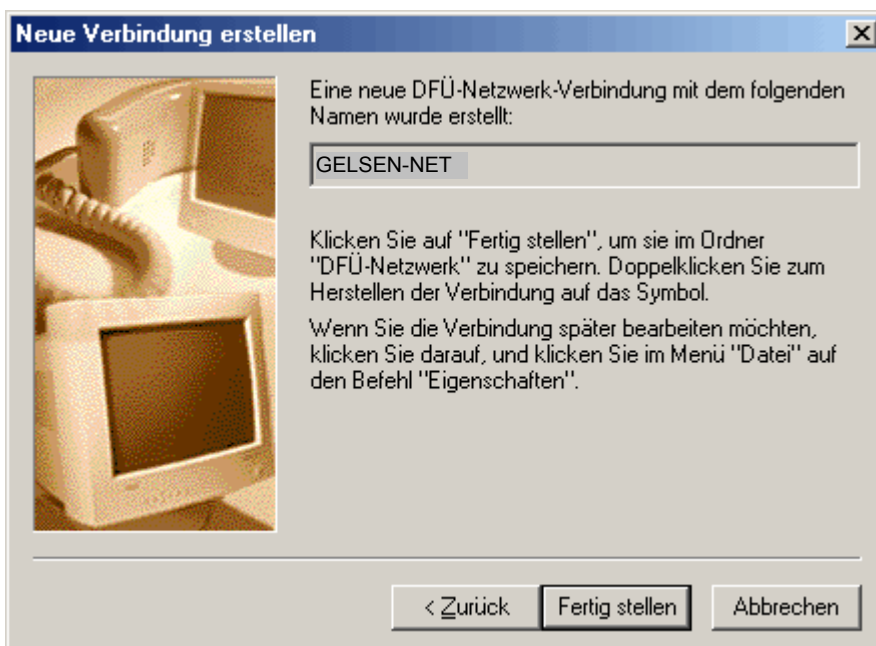 Neue Verbindung erstellen
Eine neue DFÜ-Netzwerk-Verbindung mit dem folgenden
Namen wurde erstellt:
GELSEN-NET
Klicken Sie auf "Fertig stellen", um sie im Ordner
"DFÜ-Netzwerk" zu speichern. Doppelklicken Sie zum
Herstellen der Verbindung auf das Symbol.
Wenn Sie die Verbindung später bearbeiten möchten,
klicken Sie darauf, und klicken Sie im Menü "Datei" auf
den Befehl "Eigenschaften".
< Zurück
Fertig stellen
Abbrechen